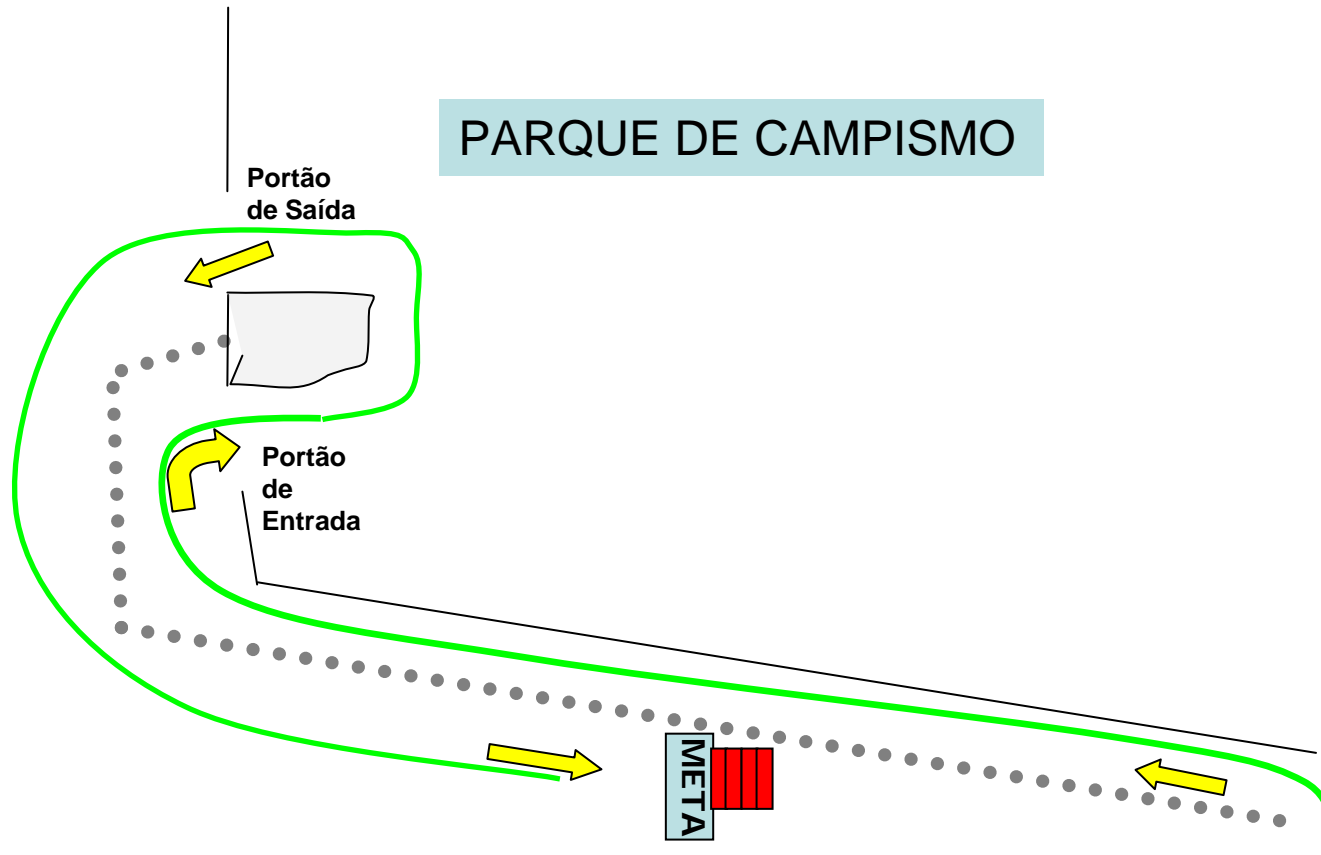 PARQUE DE CAMPISMO
Portão
de Saída
Portão
de
Entrada
META